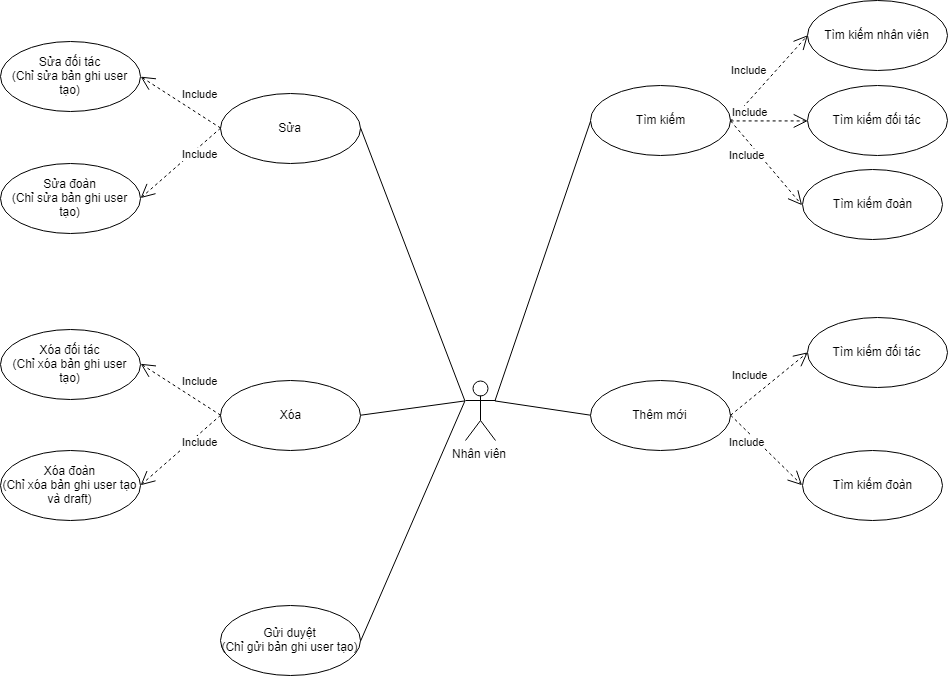 Sửa đối tác
(Chỉ sửa bản ghi user
tạo)
Include
Sửa
Include
Sửa đoàn
(Chỉ sửa bản ghi user
tạo)
Tìm kiếm nhân viên
Include
Tìm kiếm
Include
Tìm kiếm đối tác
Include
Tìm kiếm đoàn
Xóa đối tác
(Chỉ xóa bản ghi user
tạo)
Include
Xóa
Include
Xóa đoàn
(Chỉ xóa bản ghi user tạo
và draft)
Nhân viên
Tìm kiếm đối tác
Include
Thêm mới
Include
Tìm kiếm đoàn
Gửi duyệt
(Chỉ gửi bản ghi user tạo)